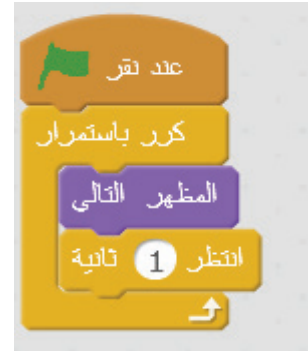 عند نقر
كرر باستمرار
المظهر التالي
انتظر 1 ثانية